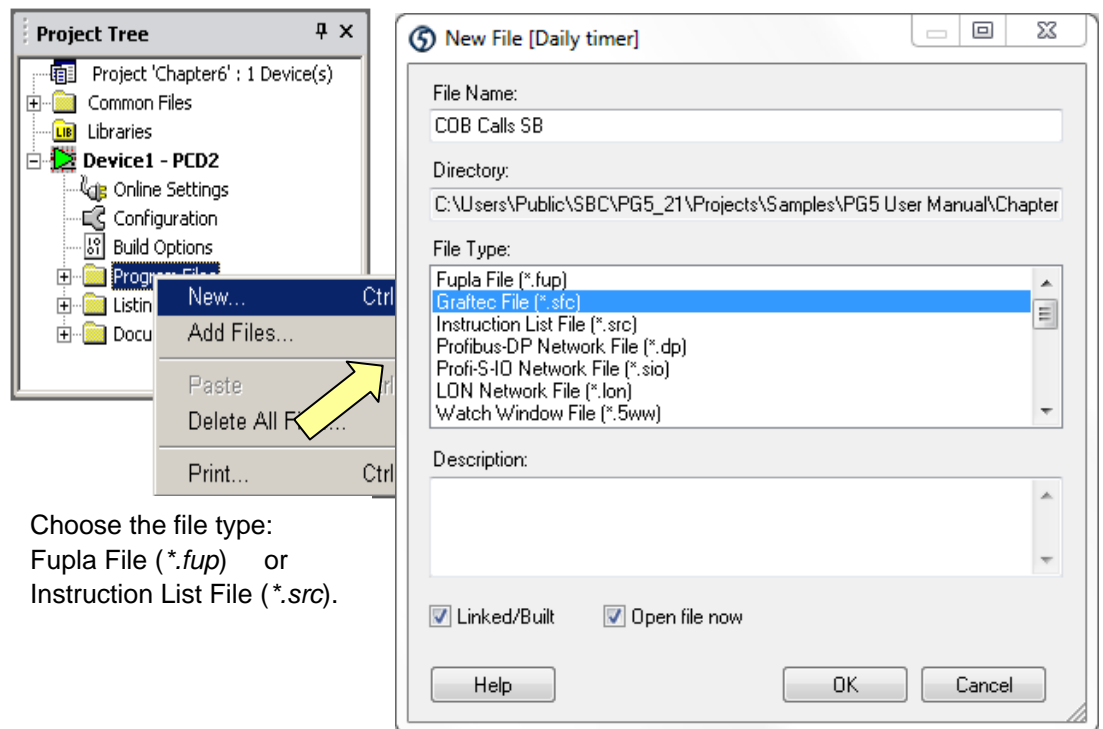 Project Tree
Project 'Chapter6' : 1 Device(s)
Common Files
LIB Libraries
Device1 - PCD2
Online Settings
Configuration
Build Options
Program Files
Listin
Docu
New... Ctrl
Add Files...
Paste
Delete All
Print... Ctrl
Choose the file type:
Fupla File (*.fup) or
Instruction List File (*.src).
New File [Daily timer]
File Name:
COB Calls SB
Directory:
C:\Users\Public\SBC\PG5_21\Projects\Samples\PG5 User Manual\Chapter
File Type:
Fupla File (*.fup)
Graftec File (*.sfc)
Instruction List File (*.src)
Profibus-DP Network File (*.dp)
Profi-S-IO Network File (*.sio)
LON Network File (*.lon)
Watch Window File (*.5ww)
Description:
Linked/Built Open file now
Help OK Cancel